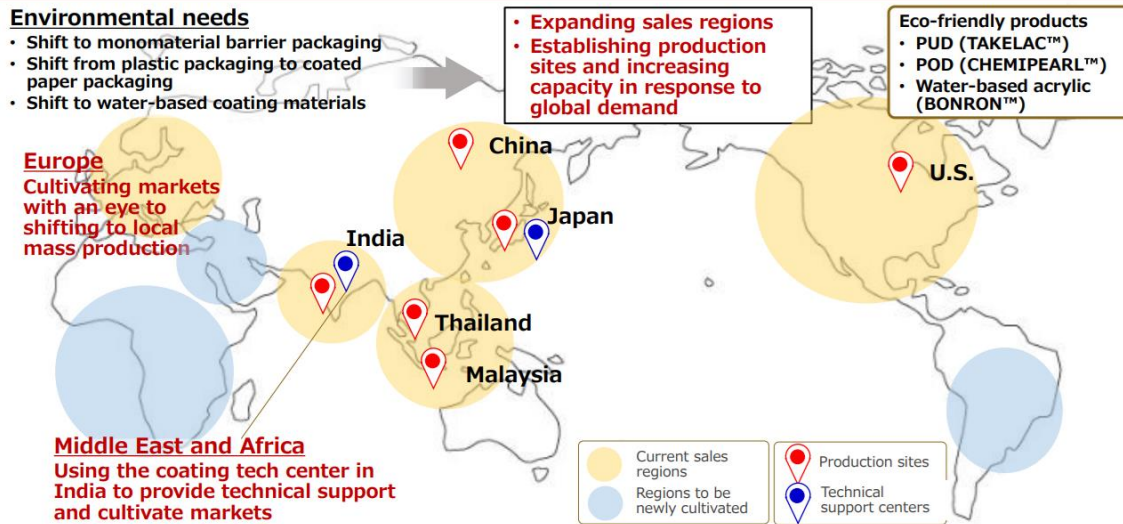 Environmental needs
• Shift to monomaterial barrier packaging
• Shift from plastic packaging to coated
paper packaging
• Shift to water-based coating materials
• Expanding sales regions
• Establishing production
sites and increasing
capacity in response to
global demand
Eco-friendly products
• PUD (TAKELAC™)
• POD (CHEMIPEARL™)
• Water-based acrylic
(BONRON™)
Europe
Cultivating markets
with an eye to
shifting to local
mass production
China
Japan
India
Thailand
Malaysia
U.S.
Middle East and Africa
Using the coating tech center in
India to provide technical support
and cultivate markets
Current sales
regions
Regions to be
newly cultivated
Production sites
Technical
support centers